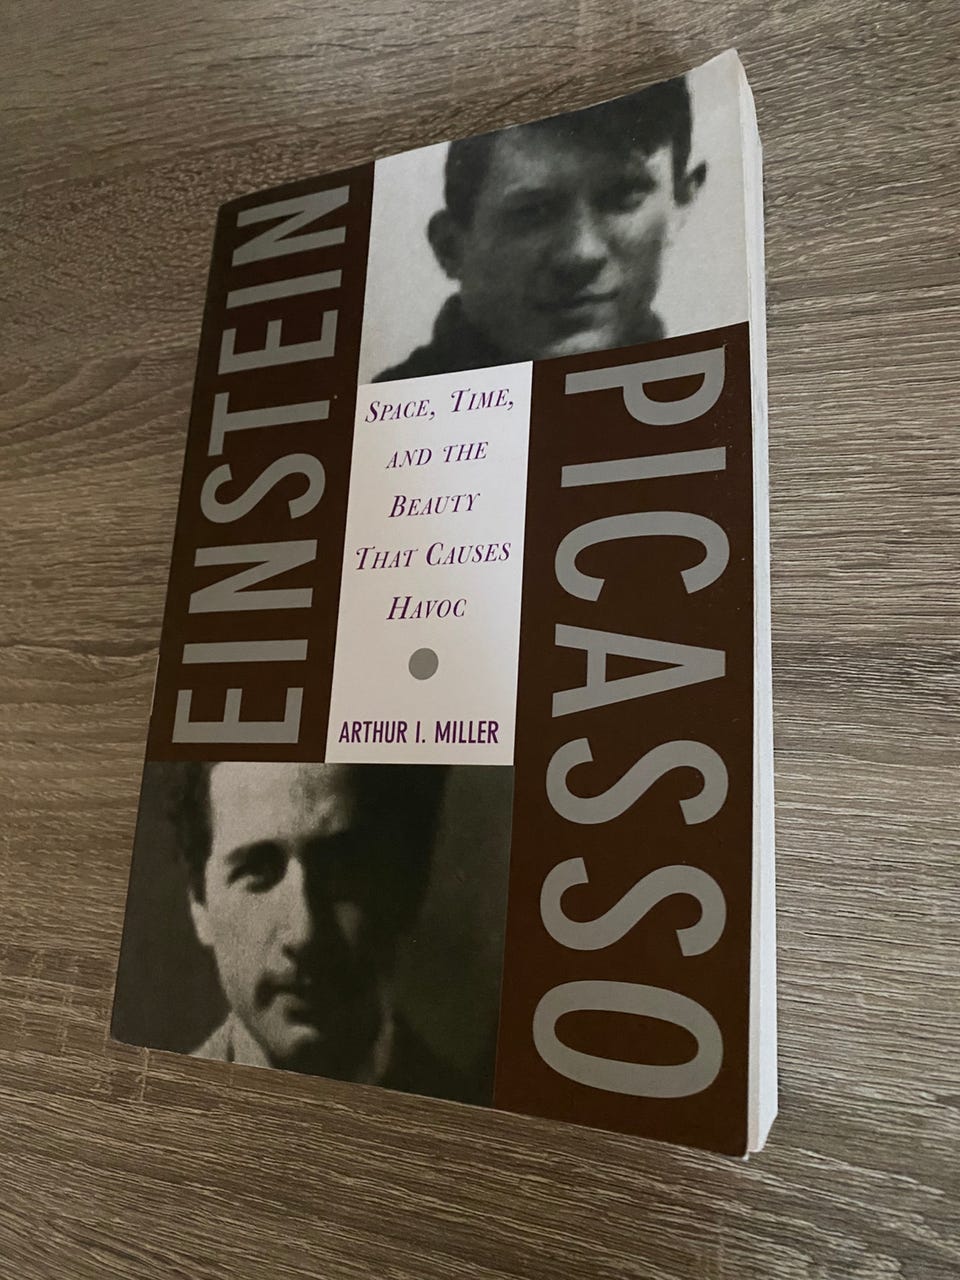 EINSTEIN
SPACE, TIME,
AND THE
BEAUTY
THAT CAUSES
HAVOC
ARTHUR I. MILLER
PICASSO